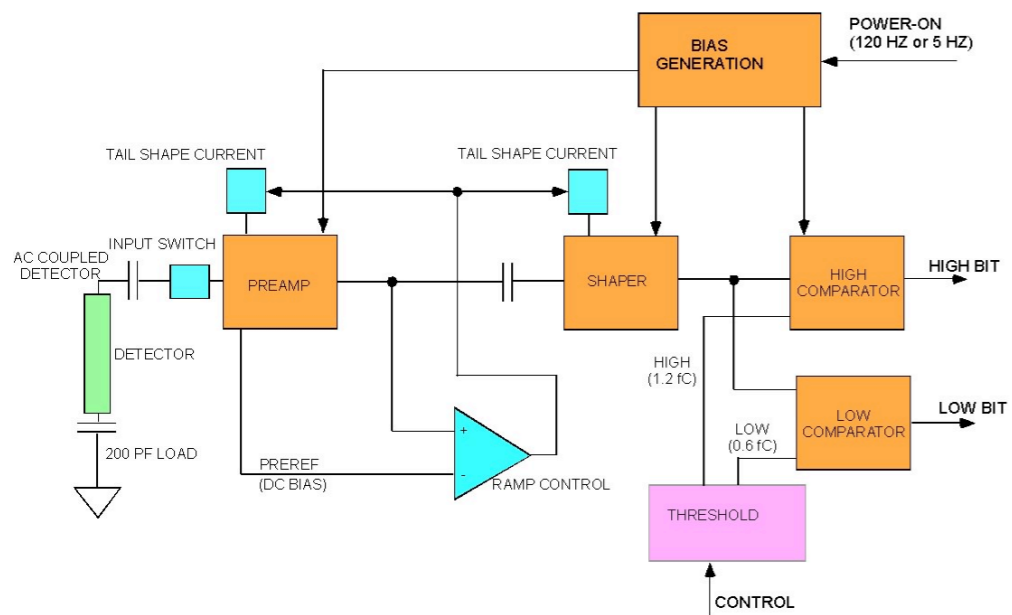 POWER-ON
(120 HZ or 5 HZ)
BIAS
GENERATION
TAIL SHAPE CURRENT
TAIL SHAPE CURRENT
INPUT SWITCH
AC COUPLED
DETECTOR
PREAMP
SHAPER
HIGH
COMPARATOR
HIGH BIT
DETECTOR
HIGH
(1.2 fC)
LOW
COMPARATOR
LOW BIT
LOW
(0.6 fC)
+
-
200 PF LOAD
PREREF
(DC BIAS)
RAMP CONTROL
THRESHOLD
CONTROL